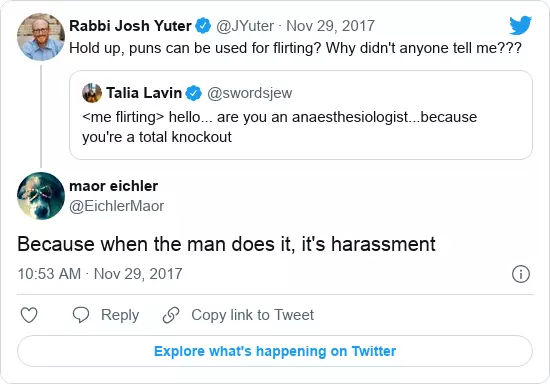 Rabbi Josh Yuter @JYuter · Nov 29, 2017
Hold up, puns can be used for flirting? Why didn't anyone tell me???
Talia Lavin @swordsjew
<me flirting> hello... are you an anaesthesiologist...because
you're a total knockout
maor eichler
@EichlerMaor
Because when the man does it, it's harassment
10:53 AM · Nov 29, 2017
Reply Copy link to Tweet
Explore what's happening on Twitter